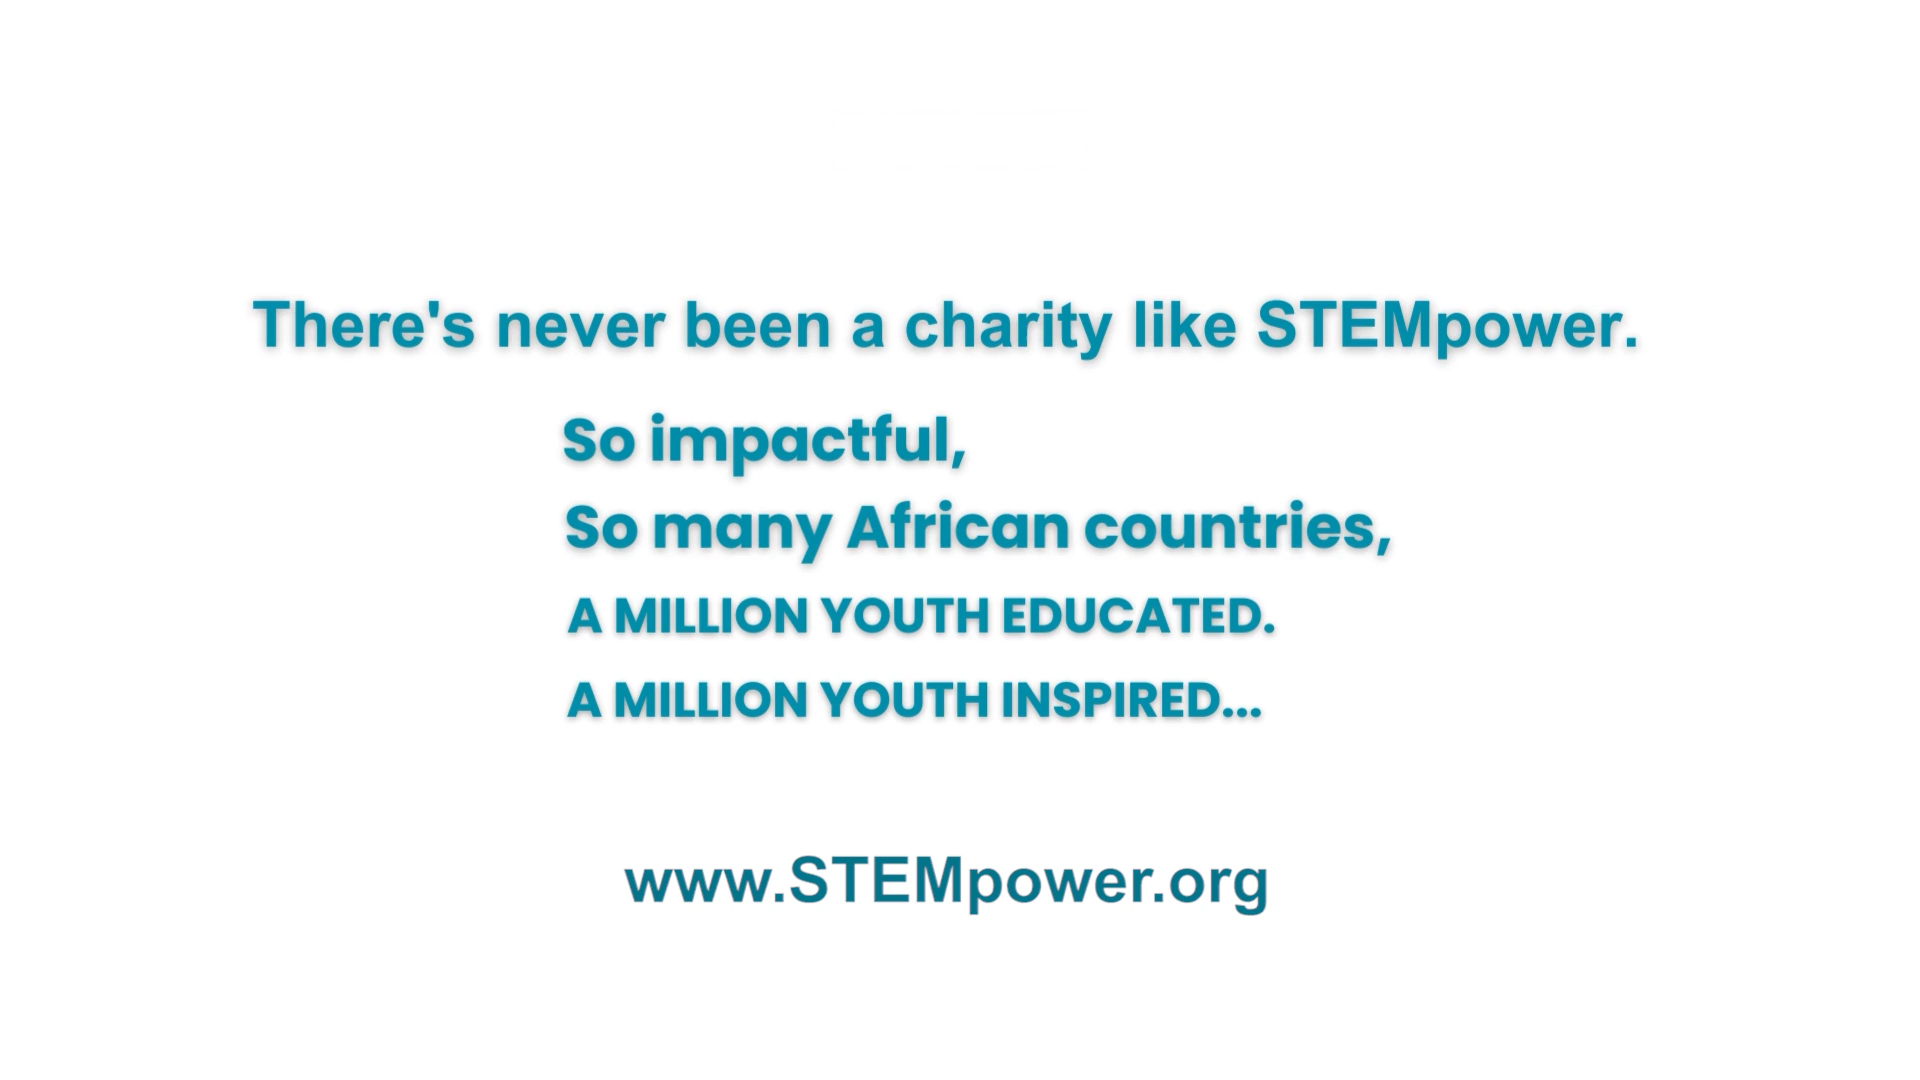 There's never been a charity like STEMpower.
So impactful,
So many African countries,
A MILLION YOUTH EDUCATED.
A MILLION YOUTH INSPIRED...
www.STEMpower.org